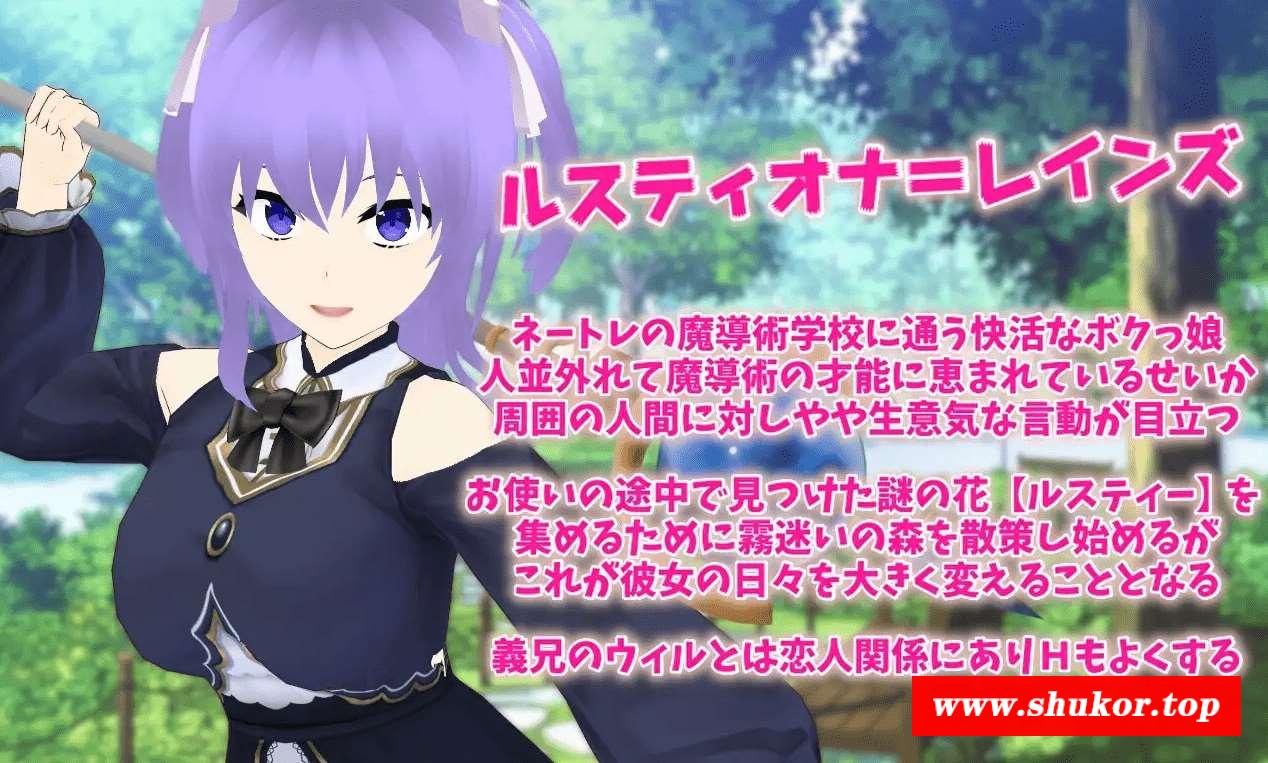 ルスティオナ=レインズ
ネートレの魔導術学校に通う快活なボクっ娘
人並外れて魔導術の才能に恵まれているせいか
周囲の人間に対しやや生意気な言動が目立つ
お使いの途中で見つけた謎の花【ルスティー】を
集めるために霧迷いの森を散策し始めるが
これが彼女の日々を大きく変えることとなる
義兄のウィルとは恋人関係にありHもよくする
www.shukor.top